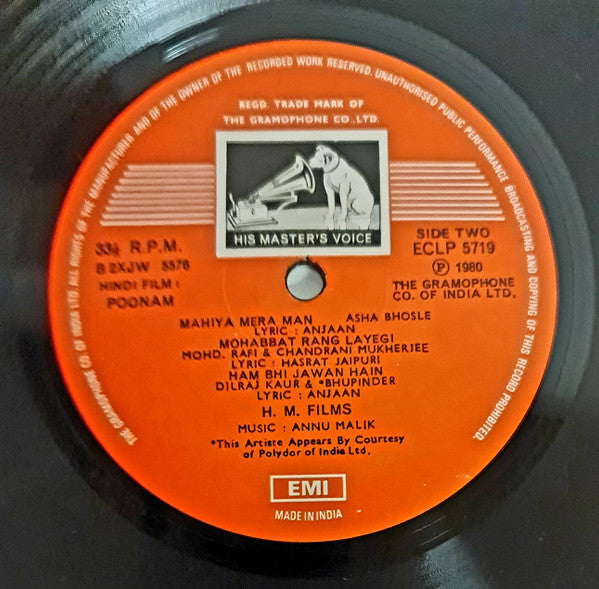 THE GRAMOPHONE CO. OF INDIA LTD. ALL RIGHTS OF THE MANUFACTURER AND OF THE OWNER OF THE RECORDED WORK RESERVED. UNAUTHORISED PUBLIC PERFORMANCE BROADCASTING AND COPYING OF THIS RECORD PROHIBITED.
REGD. TRADE MARK OF
THE GRAMOPHONE CO., LTD.
HIS MASTER'S VOICE
33⅓ R.P.M.
B 2XJW 5576
HINDI FILM :
POONAM
SIDE TWO
ECLP 5719
Ⓟ 1980
THE GRAMOPHONE
CO. OF INDIA LTD.
MAHIYA MERA MAN ASHA BHOSLE
LYRIC : ANJAAN
MOHABBAT RANG LAYEGI
MOHD. RAFI & CHANDRANI MUKHERJEE
LYRIC : HASRAT JAIPURI
HAM BHI JAWAN HAIN
DILRAJ KAUR & *BHUPINDER
LYRIC : ANJAAN
H. M. FILMS
MUSIC : ANNU MALIK
*This Artiste Appears By Courtesy
of Polydor of India Ltd.
EMI
MADE IN INDIA